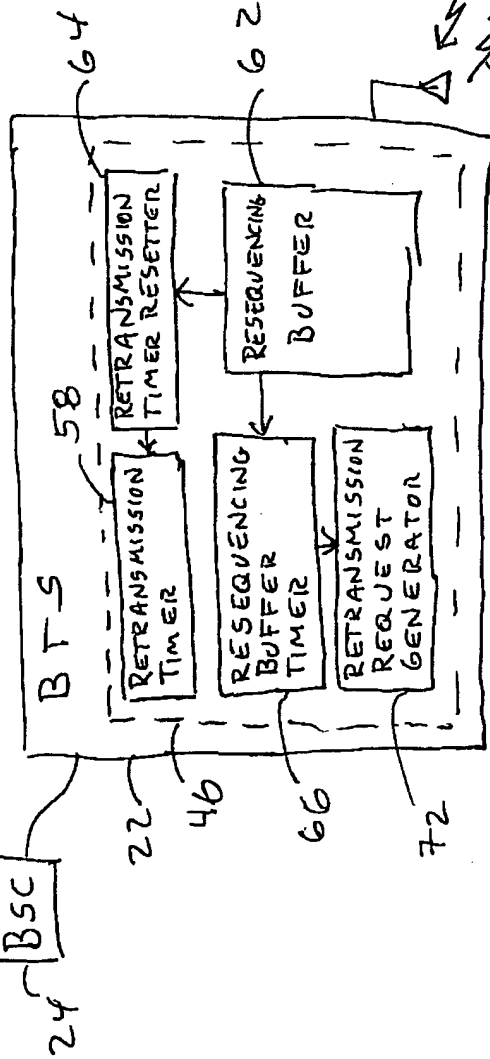 BSC
24
BTS
22
46
58
RETRANSMISSION
TIMER
64
RETRANSMISSION
TIMER RESETTER
66
RESEQUENCING
BUFFER
TIMER
62
RESEQUENCING
BUFFER
72
RETRANSMISSION
REQUEST
GENERATOR